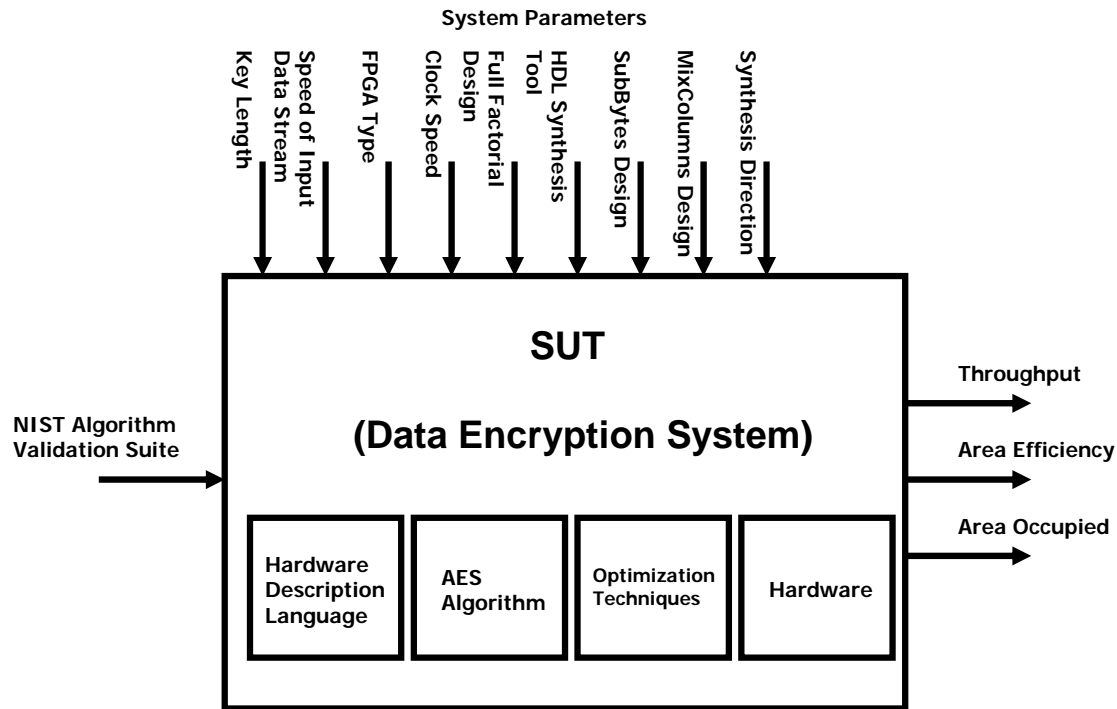 System Parameters
Key Length
Speed of Input
Data Stream
FPGA Type
Clock Speed
Full Factorial
Design
HDL Synthesis
Tool
SubBytes Design
MixColumns Design
Synthesis Direction
SUT
(Data Encryption System)
NIST Algorithm
Validation Suite
Throughput
Area Efficiency
Area Occupied
Hardware
Description
Language
AES
Algorithm
Optimization
Techniques
Hardware